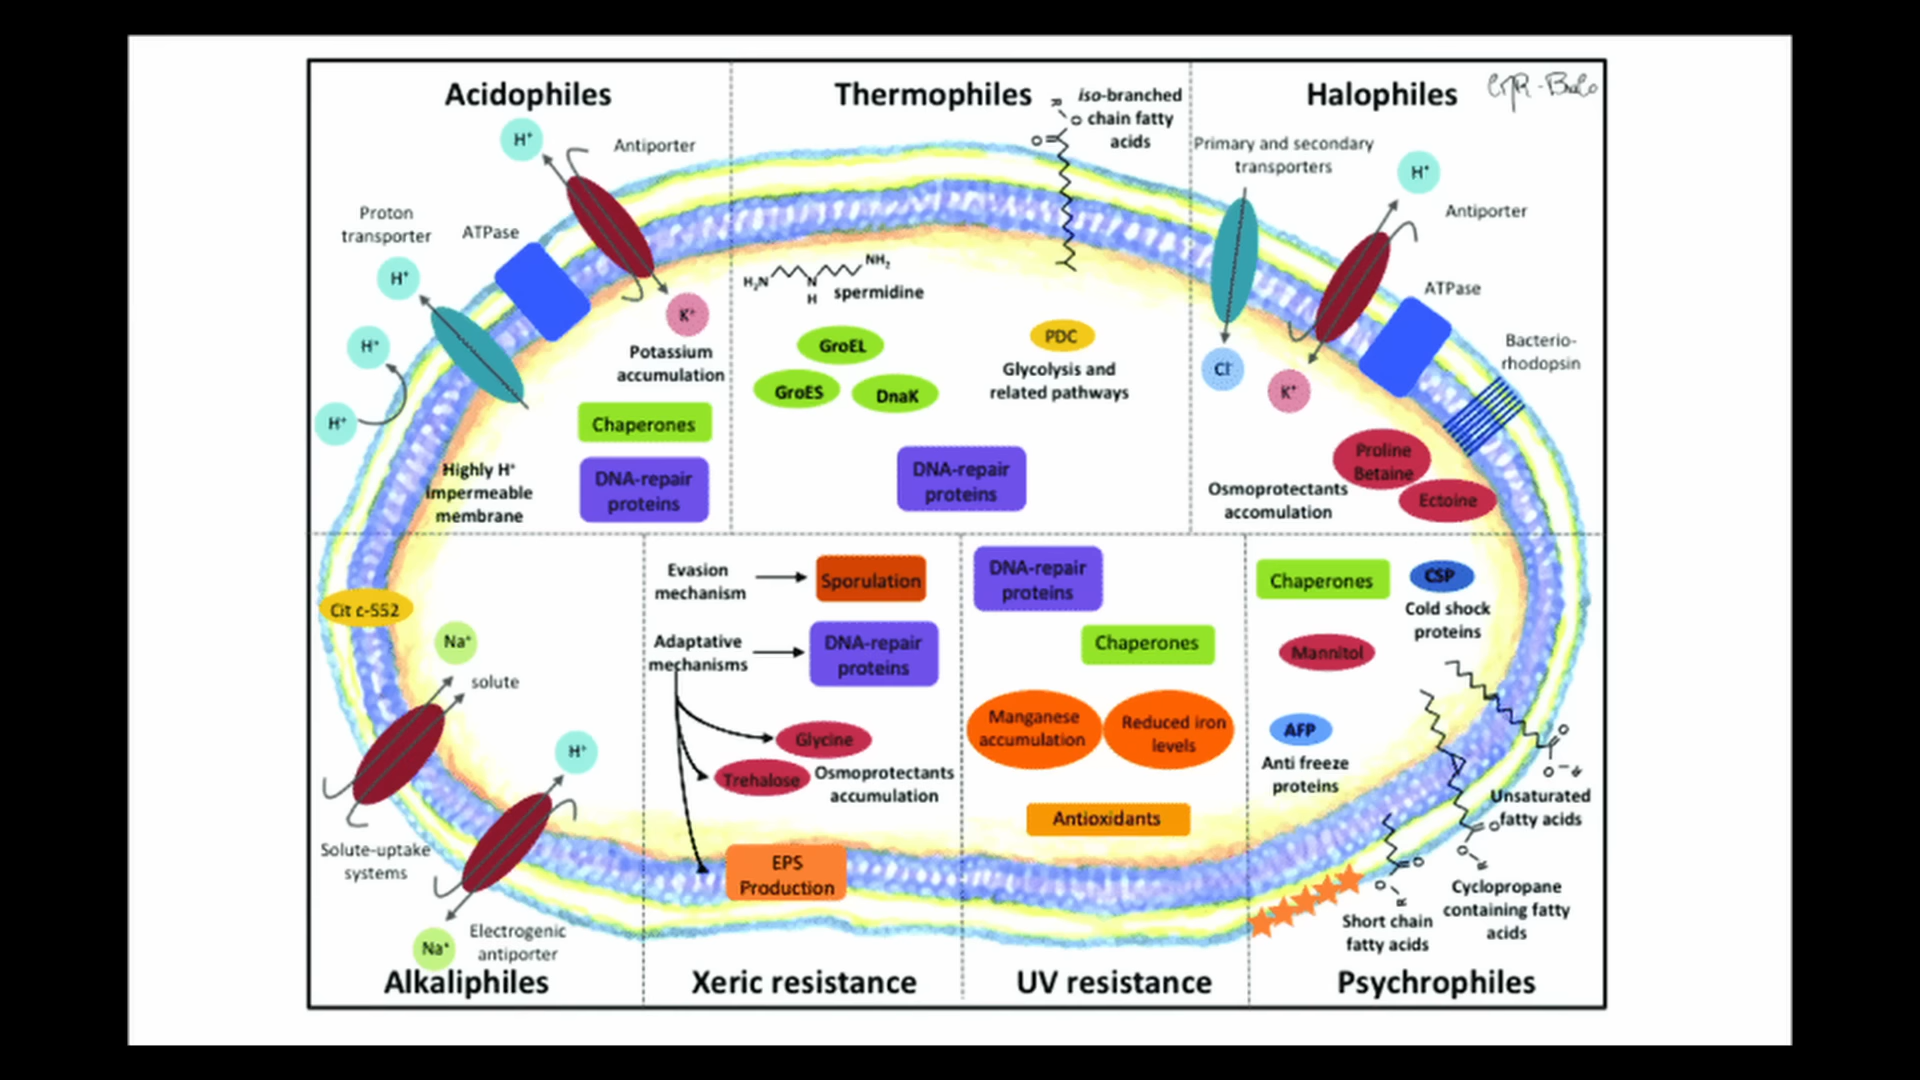 Acidophiles
H⁺
Antiporter
Proton
transporter
ATPase
H⁺
H⁺
H⁺
K⁺
Potassium
accumulation
Chaperones
DNA-repair
proteins
Highly H⁺
impermeable
membrane
Thermophiles
iso-branched
chain fatty
acids
R
O
O
H₂N
N
H
NH₂
spermidine
GroEL
GroES
DnaK
PDC
Glycolysis and
related pathways
DNA-repair
proteins
Halophiles
Primary and secondary
transporters
H⁺
Antiporter
ATPase
Bacterio-
rhodopsin
Cl⁻
K⁺
Proline
Betaine
Ectoine
Osmoprotectants
accomulation
Cit c-552
Na⁺
solute
H⁺
Solute-uptake
systems
Electrogenic
antiporter
Na⁺
Alkaliphiles
Evasion
mechanism
Sporulation
Adaptative
mechanisms
DNA-repair
proteins
Glycine
Trehalose
Osmoprotectants
accumulation
EPS
Production
Xeric resistance
DNA-repair
proteins
Chaperones
Manganese
accumulation
Reduced iron
levels
Antioxidants
UV resistance
Chaperones
CSP
Cold shock
proteins
Mannitol
AFP
Anti freeze
proteins
O
O
R
Unsaturated
fatty acids
O
O
R
Cyclopropane
containing fatty
acids
O
O
R
Short chain
fatty acids
Psychrophiles